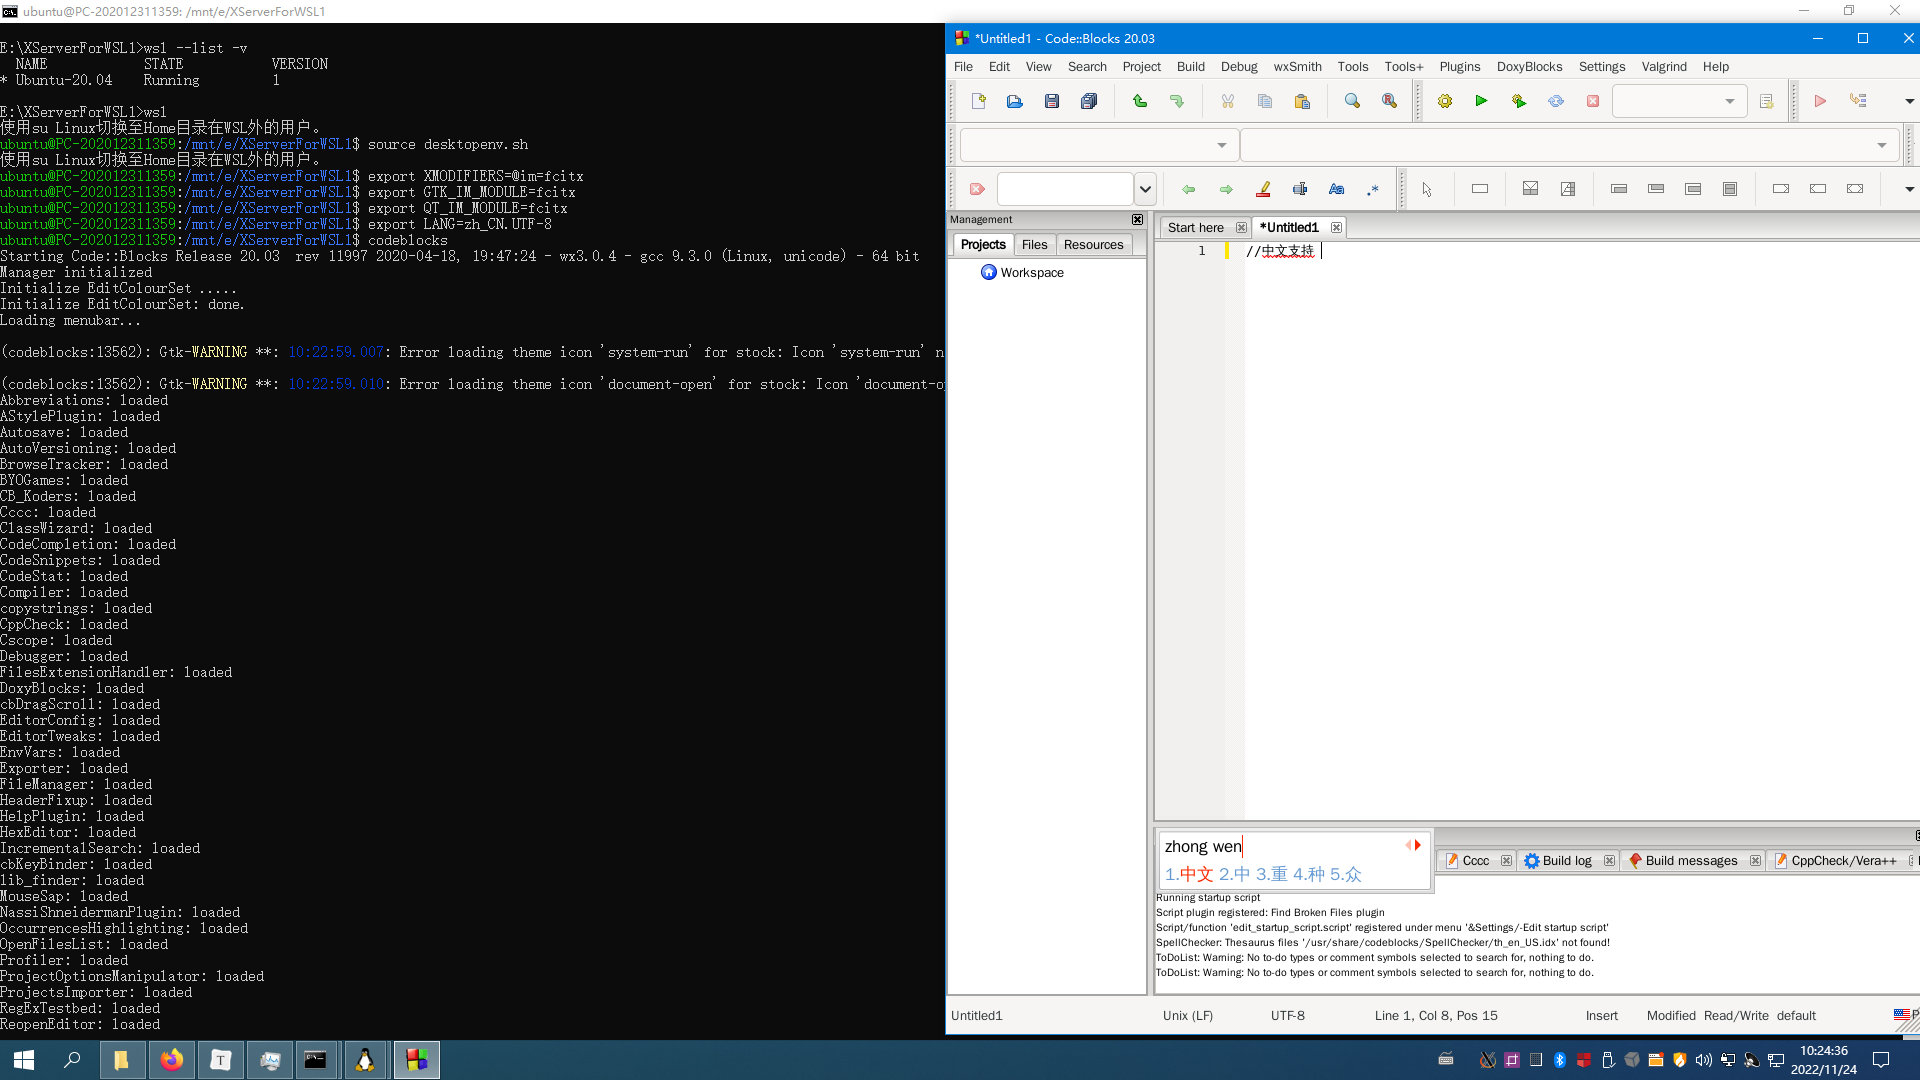 ubuntu@PC-202012311359: /mnt/e/XServerForWSL1
E:\XServerForWSL1>wsl --list -v
NAME STATE VERSION
* Ubuntu-20.04 Running 1
E:\XServerForWSL1>wsl
使用su Linux切换至Home目录在WSL外的用户。
ubuntu@PC-202012311359:/mnt/e/XServerForWSL1$ source desktopenv.sh
使用su Linux切换至Home目录在WSL外的用户。
ubuntu@PC-202012311359:/mnt/e/XServerForWSL1$ export XMODIFIERS=@im=fcitx
ubuntu@PC-202012311359:/mnt/e/XServerForWSL1$ export GTK_IM_MODULE=fcitx
ubuntu@PC-202012311359:/mnt/e/XServerForWSL1$ export QT_IM_MODULE=fcitx
ubuntu@PC-202012311359:/mnt/e/XServerForWSL1$ export LANG=zh_CN.UTF-8
ubuntu@PC-202012311359:/mnt/e/XServerForWSL1$ codeblocks
Starting Code::Blocks Release 20.03  rev 11997 2020-04-18, 19:47:24 - wx3.0.4 - gcc 9.3.0 (Linux, unicode) - 64 bit
Manager initialized
Initialize EditColourSet .....
Initialize EditColourSet: done.
Loading menubar...
(codeblocks:13562): Gtk-WARNING **: 10:22:59.007: Error loading theme icon 'system-run' for stock: Icon 'system-run' n
(codeblocks:13562): Gtk-WARNING **: 10:22:59.010: Error loading theme icon 'document-open' for stock: Icon 'document-o
Abbreviations: loaded
AStylePlugin: loaded
Autosave: loaded
AutoVersioning: loaded
BrowseTracker: loaded
BYOGames: loaded
CB_Koders: loaded
Cccc: loaded
ClassWizard: loaded
CodeCompletion: loaded
CodeSnippets: loaded
CodeStat: loaded
Compiler: loaded
copystrings: loaded
CppCheck: loaded
Cscope: loaded
Debugger: loaded
FilesExtensionHandler: loaded
DoxyBlocks: loaded
cbDragScroll: loaded
EditorConfig: loaded
EditorTweaks: loaded
EnvVars: loaded
Exporter: loaded
FileManager: loaded
HeaderFixup: loaded
HelpPlugin: loaded
HexEditor: loaded
IncrementalSearch: loaded
cbKeyBinder: loaded
lib_finder: loaded
MouseSap: loaded
NassiShneidermanPlugin: loaded
OccurrencesHighlighting: loaded
OpenFilesList: loaded
Profiler: loaded
ProjectOptionsManipulator: loaded
ProjectsImporter: loaded
RegExTestbed: loaded
ReopenEditor: loaded
*Untitled1 - Code::Blocks 20.03
File Edit View Search Project Build Debug wxSmith Tools Tools+ Plugins DoxyBlocks Settings Valgrind Help
Management
Projects Files Resources
Workspace
Start here *Untitled1
1 //中文支持
zhong wen
1.中文 2.中 3.重 4.种 5.众
Cccc Build log Build messages CppCheck/Vera++
Running startup script
Script plugin registered: Find Broken Files plugin
Script/function 'edit_startup_script.script' registered under menu '&Settings/-Edit startup script'
SpellChecker: Thesaurus files '/usr/share/codeblocks/SpellChecker/th_en_US.idx' not found!
ToDoList: Warning: No to-do types or comment symbols selected to search for, nothing to do.
ToDoList: Warning: No to-do types or comment symbols selected to search for, nothing to do.
Untitled1 Unix (LF) UTF-8 Line 1, Col 8, Pos 15 Insert Modified Read/Write default
10:24:36
2022/11/24